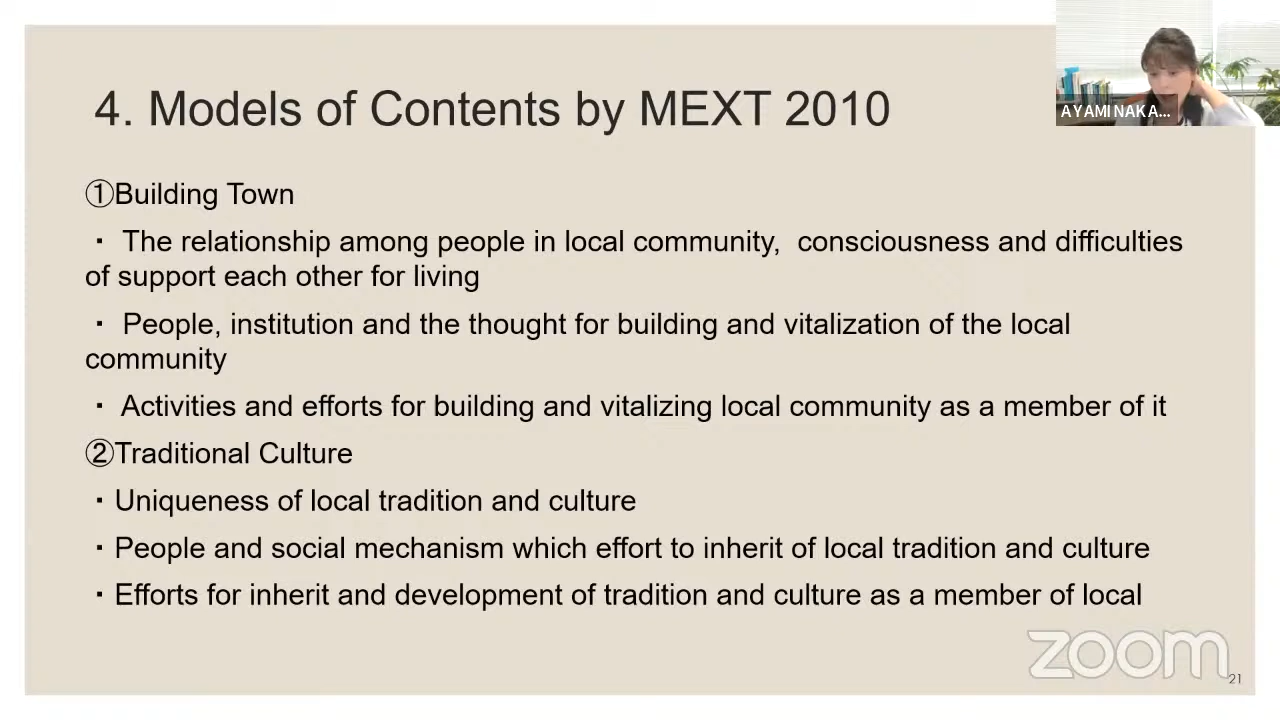 4. Models of Contents by MEXT 2010
AYAMI NAKA...
①Building Town
・ The relationship among people in local community,  consciousness and difficulties
of support each other for living
・ People, institution and the thought for building and vitalization of the local
community
・ Activities and efforts for building and vitalizing local community as a member of it
②Traditional Culture
・Uniqueness of local tradition and culture
・People and social mechanism which effort to inherit of local tradition and culture
・Efforts for inherit and development of tradition and culture as a member of local
zoom
21